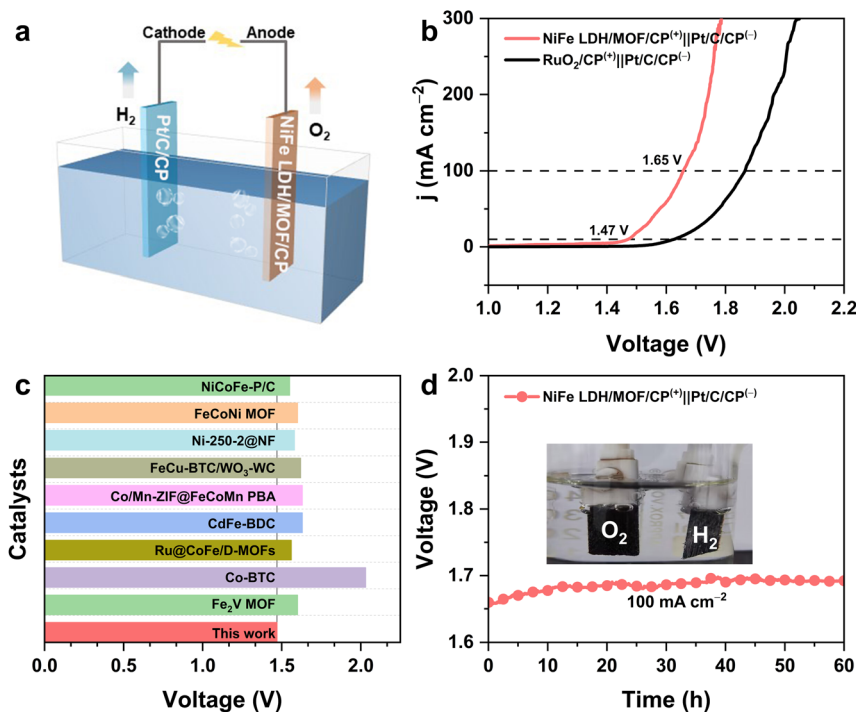 a
Cathode
Anode
H₂
O₂
Pt/C/CP
NiFe LDH/MOF/CP
b
NiFe LDH/MOF/CP⁽⁺⁾||Pt/C/CP⁽⁻⁾
RuO₂/CP⁽⁺⁾||Pt/C/CP⁽⁻⁾
300
200
100
0
j (mA cm⁻²)
1.65 V
1.47 V
1.0 1.2 1.4 1.6 1.8 2.0 2.2
Voltage (V)
c
Catalysts
NiCoFe-P/C
FeCoNi MOF
Ni-250-2@NF
FeCu-BTC/WO₃-WC
Co/Mn-ZIF@FeCoMn PBA
CdFe-BDC
Ru@CoFe/D-MOFs
Co-BTC
Fe₂V MOF
This work
0.0 0.5 1.0 1.5 2.0
Voltage (V)
d
NiFe LDH/MOF/CP⁽⁺⁾||Pt/C/CP⁽⁻⁾
2.0
1.9
1.8
1.7
1.6
Voltage (V)
O₂
H₂
100 mA cm⁻²
0 10 20 30 40 50 60
Time (h)